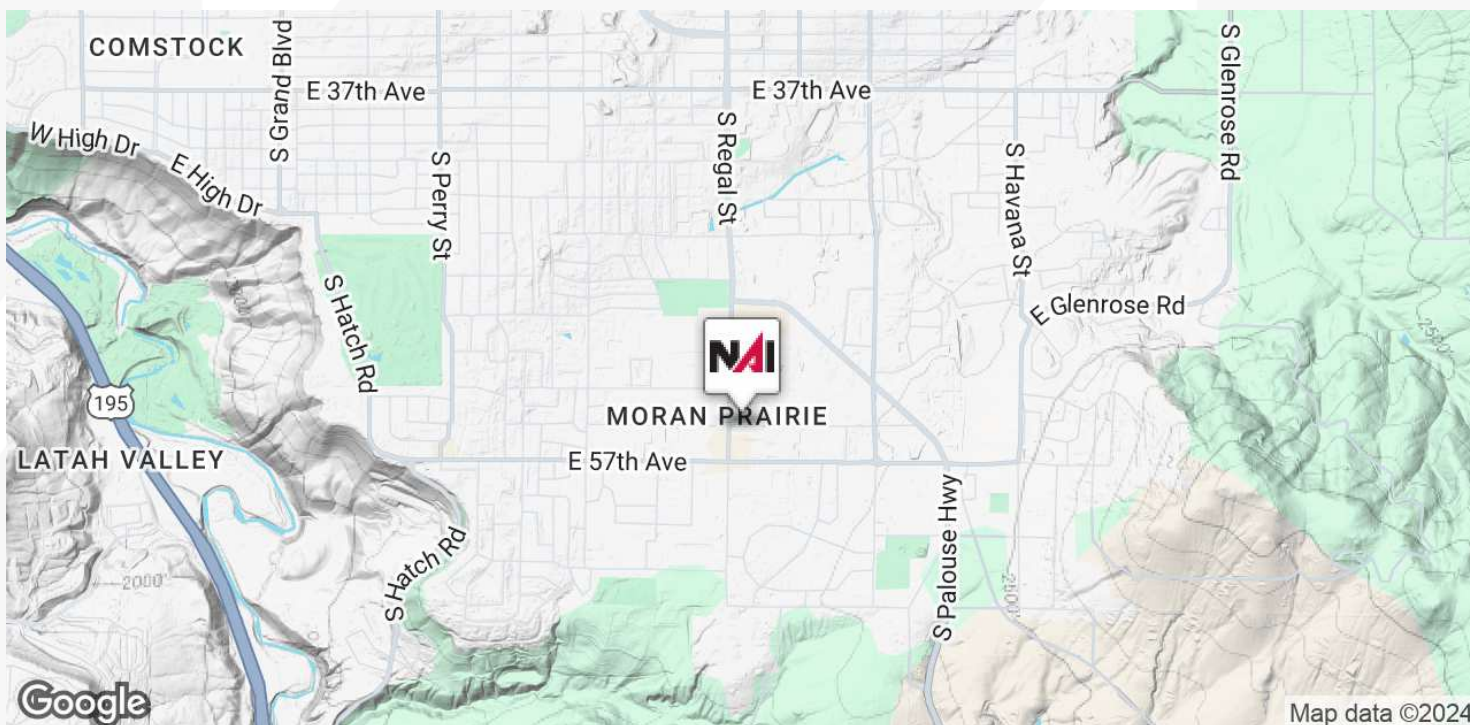 COMSTOCK
S Grand Blvd
E 37th Ave
E 37th Ave
S Glenrose Rd
W High Dr
E High Dr
S Perry St
S Regal St
S Havana St
S Hatch Rd
E Glenrose Rd
2500'
NAI
195
MORAN PRAIRIE
LATAH VALLEY
E 57th Ave
S Palouse Hwy
S Hatch Rd
2000'
2500'
Google
Map data ©2024